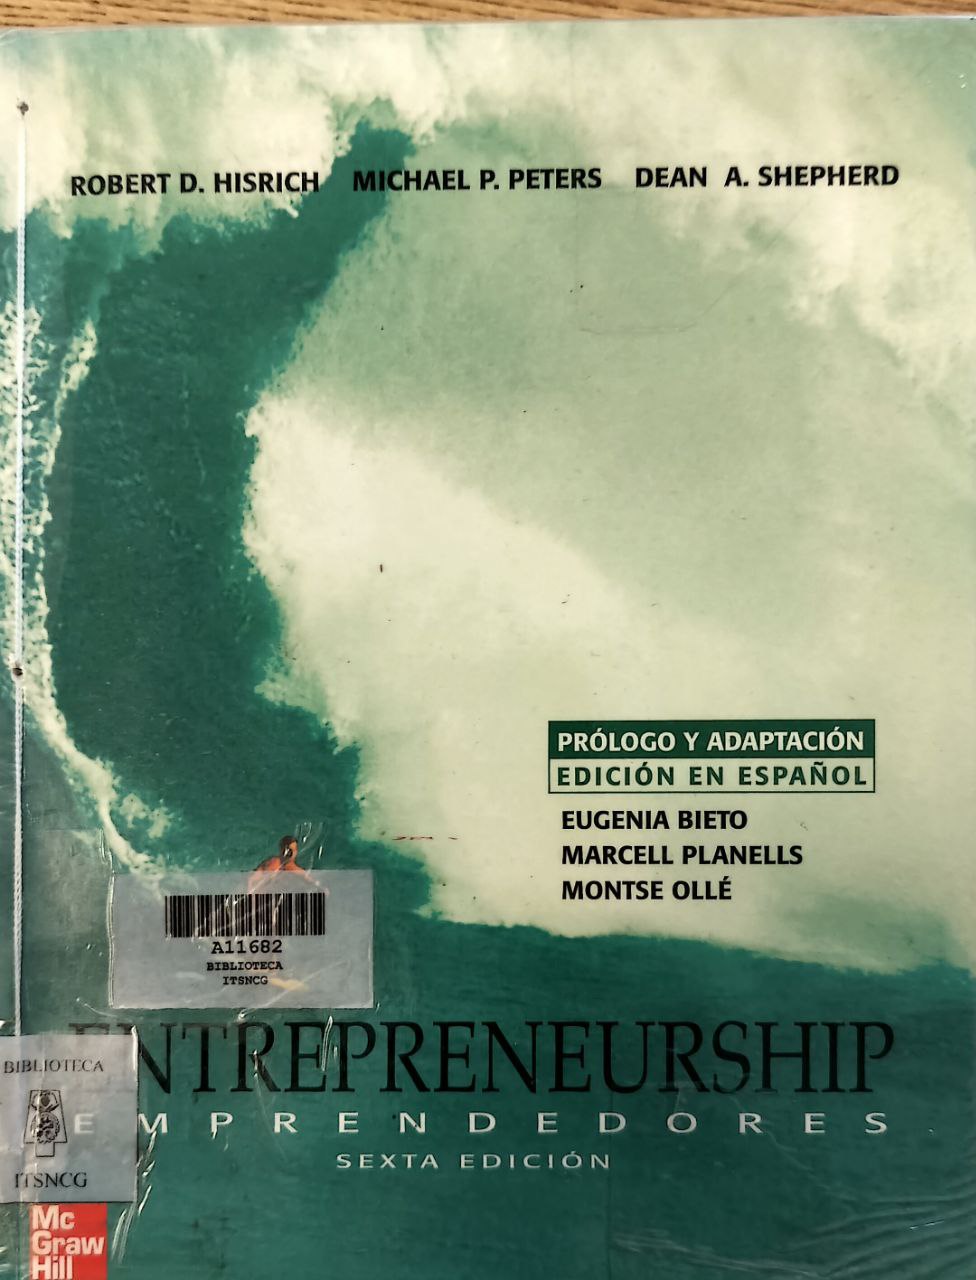 ROBERT D. HISRICH MICHAEL P. PETERS DEAN A. SHEPHERD
PRÓLOGO Y ADAPTACIÓN
EDICIÓN EN ESPAÑOL
EUGENIA BIETO
MARCELL PLANELLS
MONTSE OLLÉ
A11682
BIBLIOTECA
ITSNCG
ENTREPRENEURSHIP
EMPRENDEDORES
SEXTA EDICIÓN
BIBLIOTECA
ITSNCG
Mc
Graw
Hill